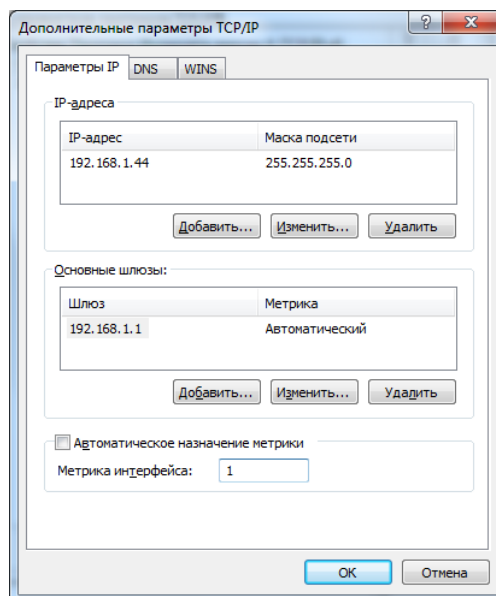 Дополнительные параметры TCP/IP
?
X
Параметры IP DNS WINS
IP-адреса
IP-адрес Маска подсети
192.168.1.44 255.255.255.0
Добавить... Изменить... Удалить
Основные шлюзы:
Шлюз Метрика
192.168.1.1 Автоматический
Добавить... Изменить... Удалить
Автоматическое назначение метрики
Метрика интерфейса: 1
ОК Отмена